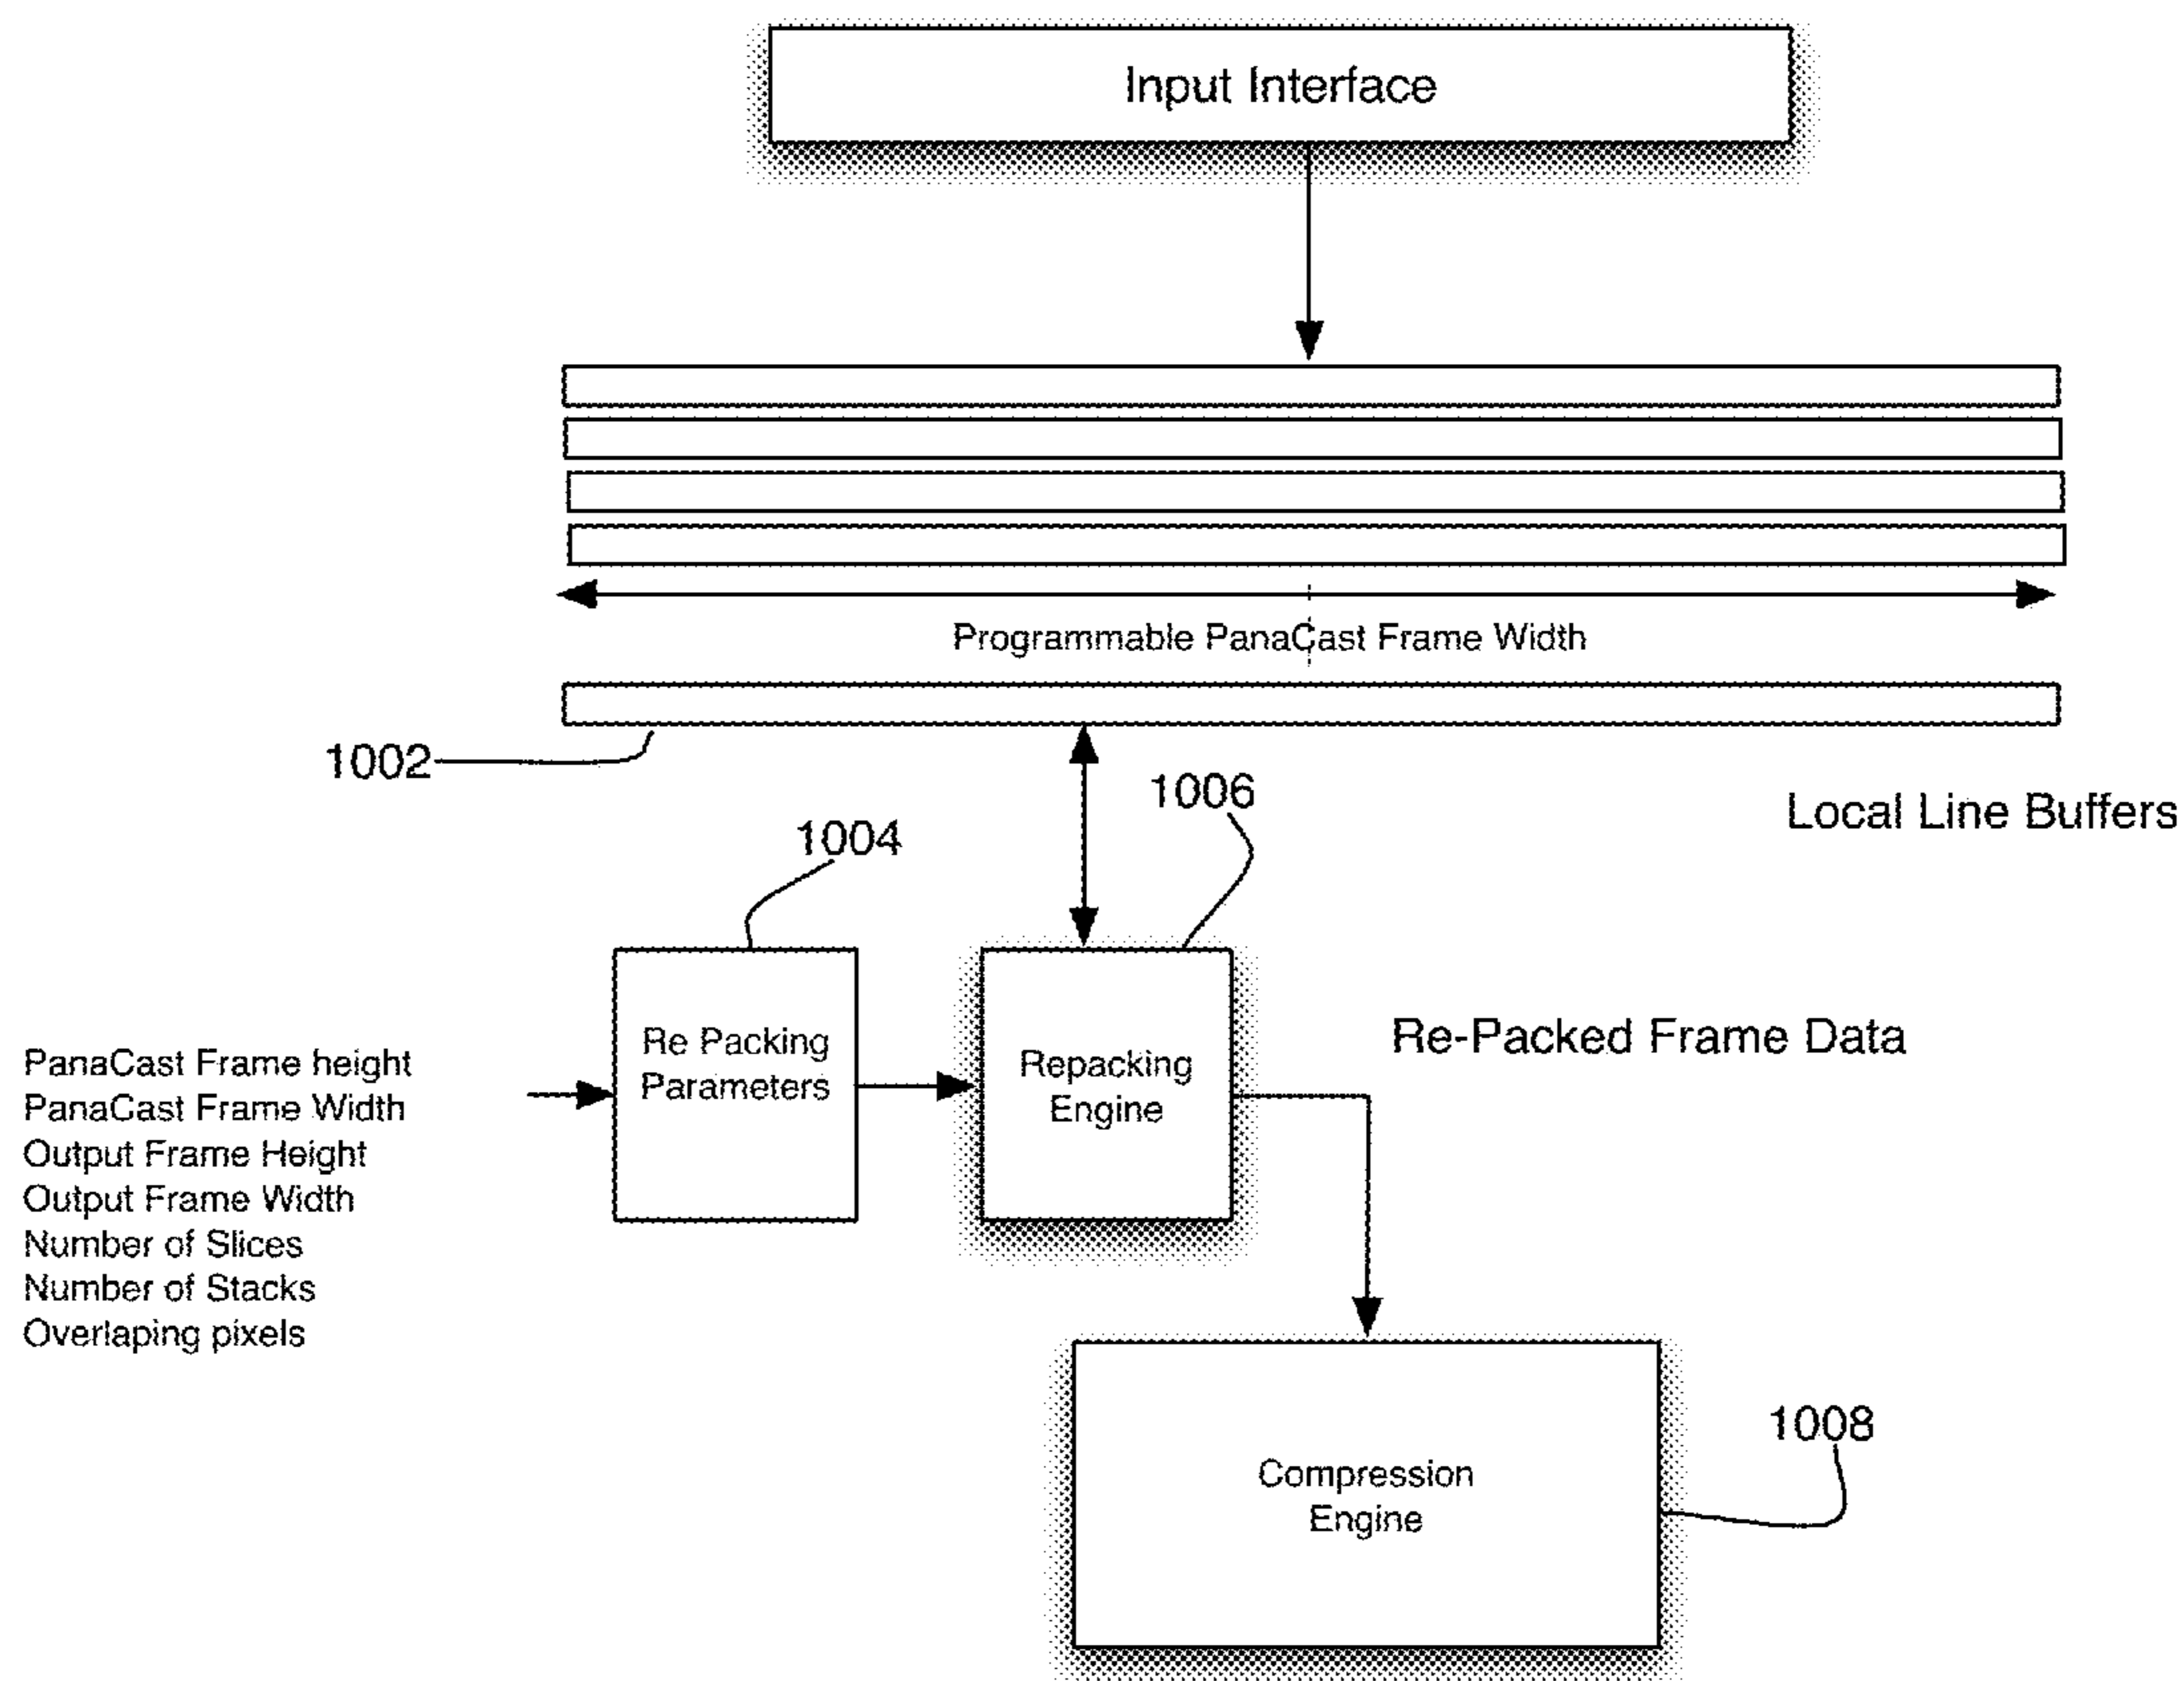 Input Interface
Programmable PanaCast Frame Width
1002
1006
Local Line Buffers
1004
Re Packing
Parameters
Repacking
Engine
Re-Packed Frame Data
PanaCast Frame height
PanaCast Frame Width
Output Frame Height
Output Frame Width
Number of Slices
Number of Stacks
Overlaping pixels
Compression
Engine
1008